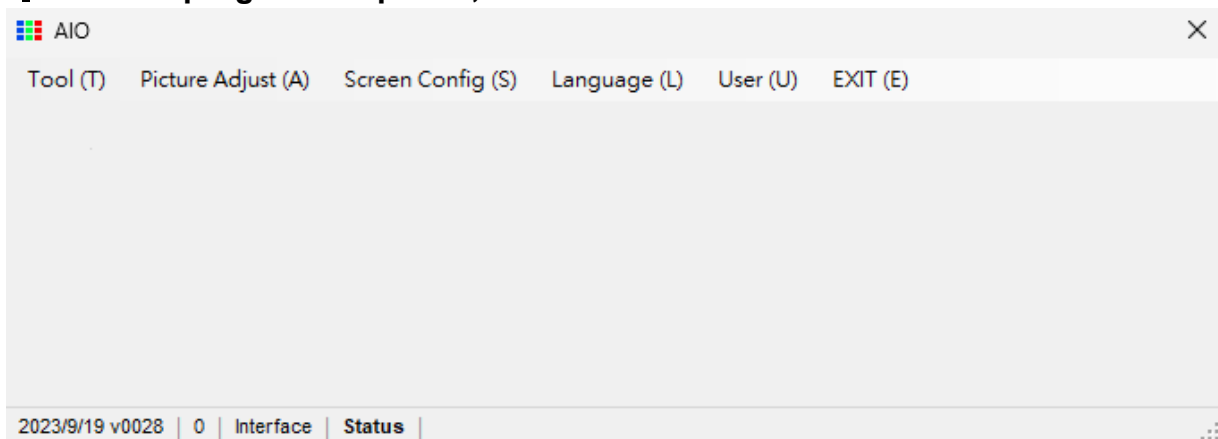 AIO
Tool (T) Picture Adjust (A) Screen Config (S) Language (L) User (U) EXIT (E)
2023/9/19 v0028 | 0 | Interface | Status |